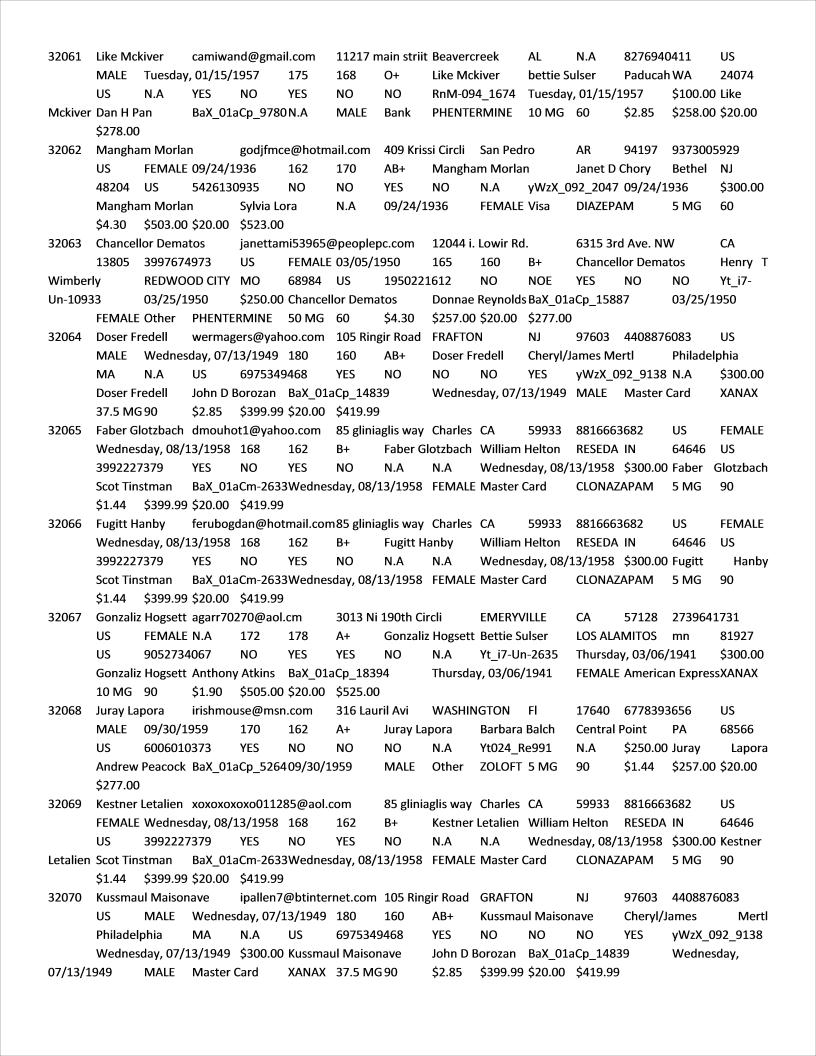 32061 Like Mckiver camiwand@gmail.com 11217 main striit Beavercreek AL N.A 8276940411 US
MALE Tuesday, 01/15/1957 175 168 O+ Like Mckiver bettie Sulser Paducah WA 24074
US N.A YES NO YES NO NO RnM-094_1674 Tuesday, 01/15/1957 $100.00 Like
Mckiver Dan H Pan BaX_01aCp_9780 N.A MALE Bank PHENTERMINE 10 MG 60 $2.85 $258.00 $20.00
$278.00
32062 Mangham Morlan godjfmce@hotmail.com 409 Krissi Circli San Pedro AR 94197 9373005929
US FEMALE 09/24/1936 162 170 AB+ Mangham Morlan Janet D Chory Bethel NJ
48204 US 5426130935 NO NO YES NO N.A yWzX_092_2047 09/24/1936 $300.00
Mangham Morlan Sylvia Lora N.A 09/24/1936 FEMALE Visa DIAZEPAM 5 MG 60
$4.30 $503.00 $20.00 $523.00
32063 Chancellor Dematos janettami53965@peoplepc.com 12044 i. Lowir Rd. 6315 3rd Ave. NW CA
13805 3997674973 US FEMALE 03/05/1950 165 160 B+ Chancellor Dematos Henry T
Wimberly REDWOOD CITY MO 68984 US 1950221612 NO NOE YES NO NO Yt_i7-
Un-10933 03/25/1950 $250.00 Chancellor Dematos Donnae Reynolds BaX_01aCp_15887 03/25/1950
FEMALE Other PHENTERMINE 50 MG 60 $4.30 $257.00 $20.00 $277.00
32064 Doser Fredell wermagers@yahoo.com 105 Ringir Road FRAFTON NJ 97603 4408876083 US
MALE Wednesday, 07/13/1949 180 160 AB+ Doser Fredell Cheryl/James Mertl Philadelphia
MA N.A US 6975349468 YES NO NO NO YES yWzX_092_9138 N.A $300.00
Doser Fredell John D Borozan BaX_01aCp_14839 Wednesday, 07/13/1949 MALE Master Card XANAX
37.5 MG 90 $2.85 $399.99 $20.00 $419.99
32065 Faber Glotzbach dmouhot1@yahoo.com 85 gliniaglis way Charles CA 59933 8816663682 US FEMALE
Wednesday, 08/13/1958 168 162 B+ Faber Glotzbach William Helton RESEDA IN 64646 US
3992227379 YES NO YES NO N.A N.A Wednesday, 08/13/1958 $300.00 Faber Glotzbach
Scot Tinstman BaX_01aCm-2633 Wednesday, 08/13/1958 FEMALE Master Card CLONAZAPAM 5 MG 90
$1.44 $399.99 $20.00 $419.99
32066 Fugitt Hanby ferubogdan@hotmail.com 85 gliniaglis way Charles CA 59933 8816663682 US FEMALE
Wednesday, 08/13/1958 168 162 B+ Fugitt Hanby William Helton RESEDA IN 64646 US
3992227379 YES NO YES NO N.A N.A Wednesday, 08/13/1958 $300.00 Fugitt Hanby
Scot Tinstman BaX_01aCm-2633 Wednesday, 08/13/1958 FEMALE Master Card CLONAZAPAM 5 MG 90
$1.44 $399.99 $20.00 $419.99
32067 Gonzaliz Hogsett agarr70270@aol.cm 3013 Ni 190th Circli EMERYVILLE CA 57128 2739641731
US FEMALE N.A 172 178 A+ Gonzaliz Hogsett Bettie Sulser LOS ALAMITOS mn 81927
US 9052734067 NO YES YES NO N.A Yt_i7-Un-2635 Thursday, 03/06/1941 $300.00
Gonzaliz Hogsett Anthony Atkins BaX_01aCp_18394 Thursday, 03/06/1941 FEMALE American Express XANAX
10 MG 90 $1.90 $505.00 $20.00 $525.00
32068 Juray Lapora irishmouse@msn.com 316 Lauril Avi WASHINGTON Fl 17640 6778393656 US
MALE 09/30/1959 170 162 A+ Juray Lapora Barbara Balch Central Point PA 68566
US 6006010373 YES NO NO NO N.A Yt024_Re991 N.A $250.00 Juray Lapora
Andrew Peacock BaX_01aCp_5264 09/30/1959 MALE Other ZOLOFT 5 MG 90 $1.44 $257.00 $20.00
$277.00
32069 Kestner Letalien xoxoxoxoxo011285@aol.com 85 gliniaglis way Charles CA 59933 8816663682 US
FEMALE Wednesday, 08/13/1958 168 162 B+ Kestner Letalien William Helton RESEDA IN 64646
US 3992227379 YES NO YES NO N.A N.A Wednesday, 08/13/1958 $300.00 Kestner
Letalien Scot Tinstman BaX_01aCm-2633 Wednesday, 08/13/1958 FEMALE Master Card CLONAZAPAM 5 MG 90
$1.44 $399.99 $20.00 $419.99
32070 Kussmaul Maisonave ipallen7@btinternet.com 105 Ringir Road GRAFTON NJ 97603 4408876083
US MALE Wednesday, 07/13/1949 180 160 AB+ Kussmaul Maisonave Cheryl/James Mertl
Philadelphia MA N.A US 6975349468 YES NO NO NO YES yWzX_092_9138
Wednesday, 07/13/1949 $300.00 Kussmaul Maisonave John D Borozan BaX_01aCp_14839 Wednesday,
07/13/1949 MALE Master Card XANAX 37.5 MG 90 $2.85 $399.99 $20.00 $419.99